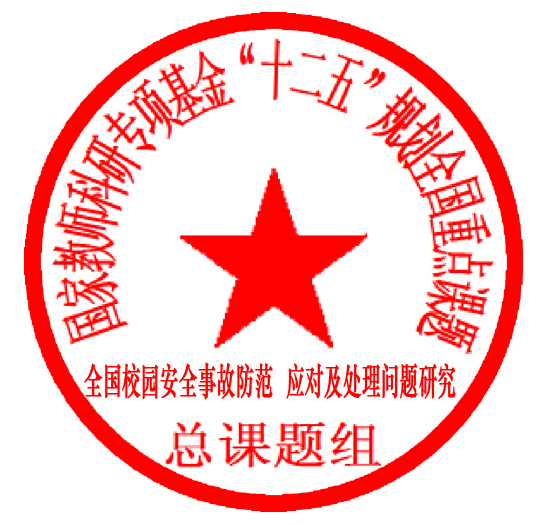 国家教师科研专项基金“十二五”规划全国重点课题
全国校园安全事故防范 应对及处理问题研究
总课题组